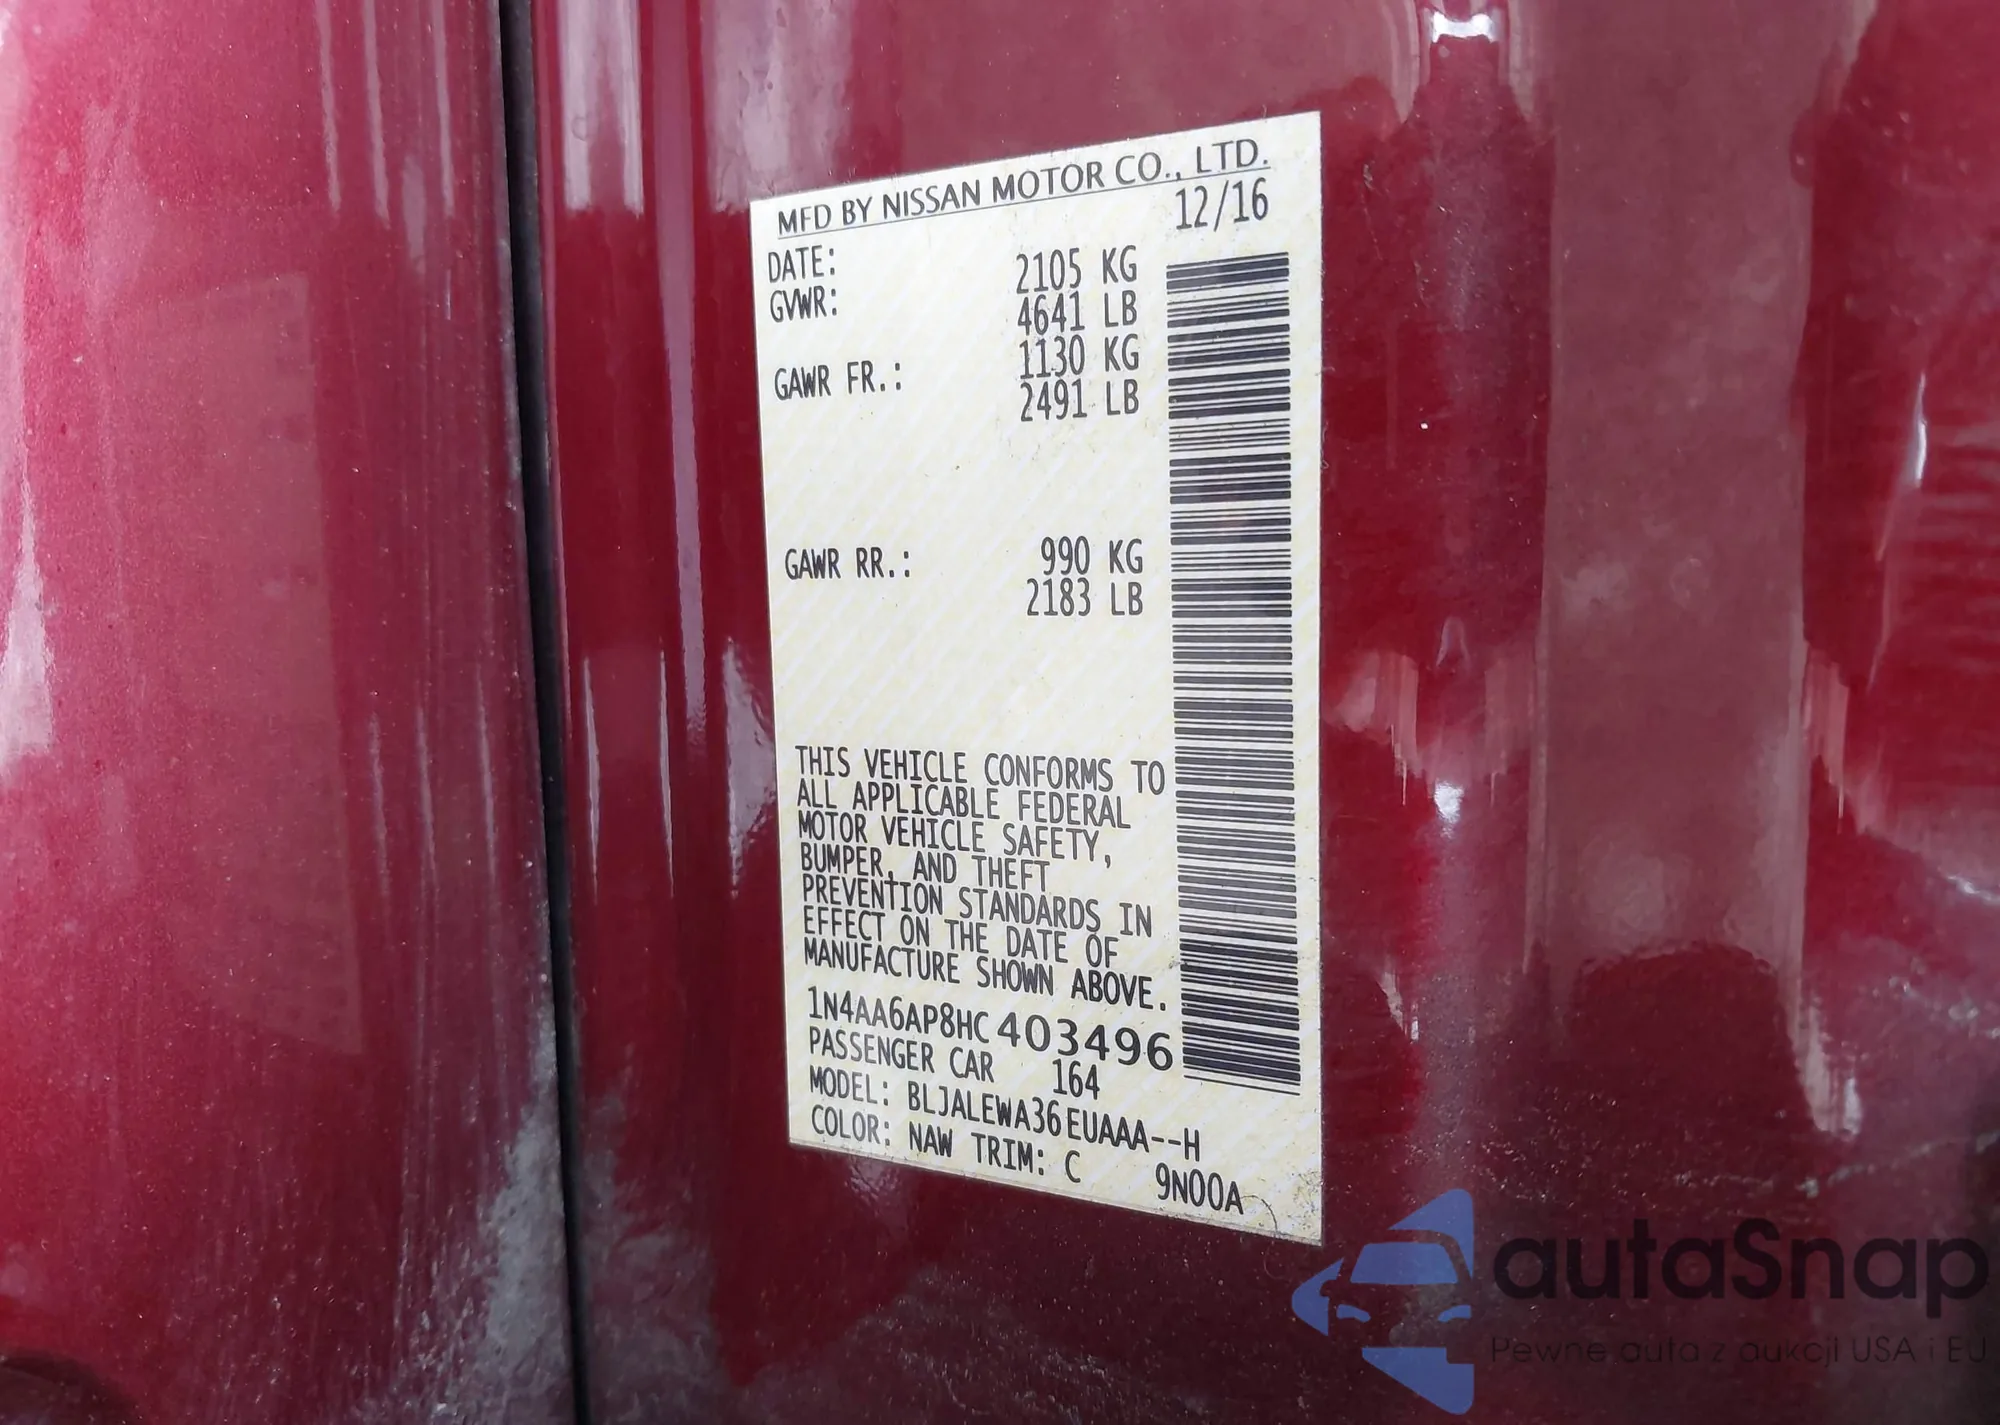 MFD BY NISSAN MOTOR CO., LTD.
DATE: 12/16
GVWR: 2105 KG
4641 LB
GAWR FR.: 1130 KG
2491 LB
GAWR RR.: 990 KG
2183 LB
THIS VEHICLE CONFORMS TO
ALL APPLICABLE FEDERAL
MOTOR VEHICLE SAFETY,
BUMPER, AND THEFT
PREVENTION STANDARDS IN
EFFECT ON THE DATE OF
MANUFACTURE SHOWN ABOVE.
1N4AA6AP8HC403496
PASSENGER CAR 164
MODEL: BLJALEWA36EUAAA--H
COLOR: NAW TRIM: C 9N00A
autaSnap
Pewne auta z aukcji USA i EU